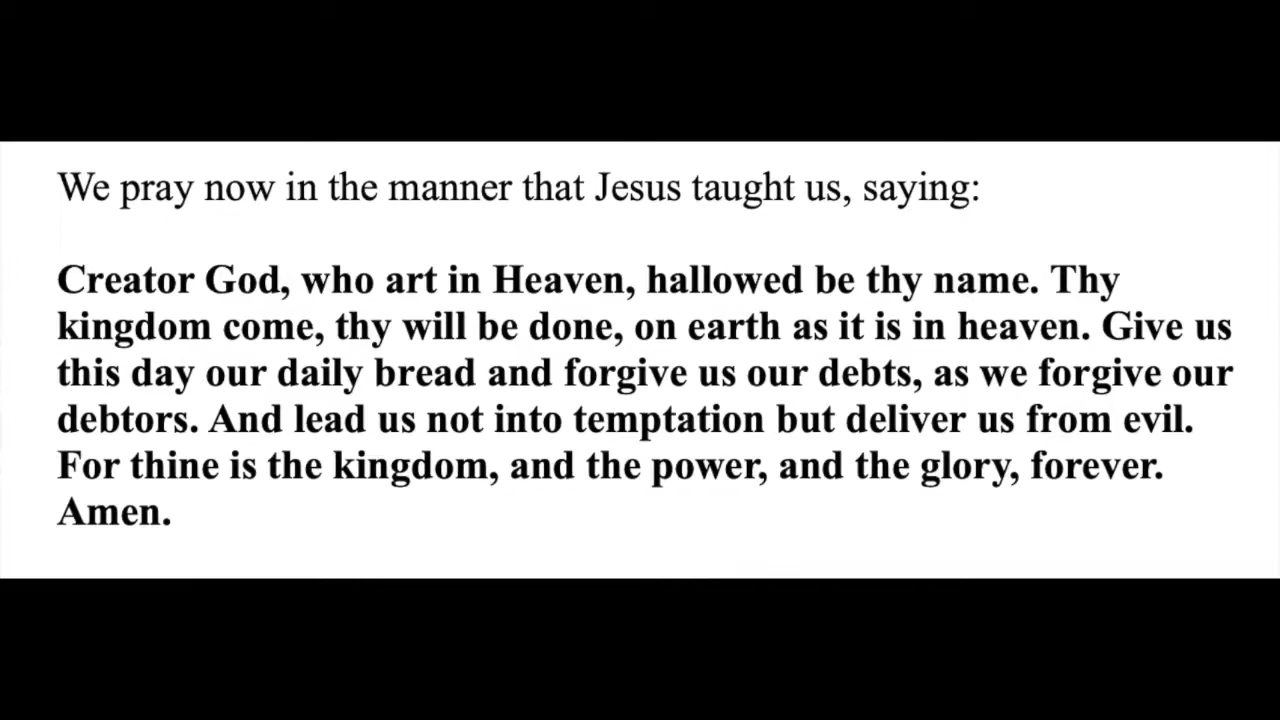 We pray now in the manner that Jesus taught us, saying:
Creator God, who art in Heaven, hallowed be thy name. Thy
kingdom come, thy will be done, on earth as it is in heaven. Give us
this day our daily bread and forgive us our debts, as we forgive our
debtors. And lead us not into temptation but deliver us from evil.
For thine is the kingdom, and the power, and the glory, forever.
Amen.